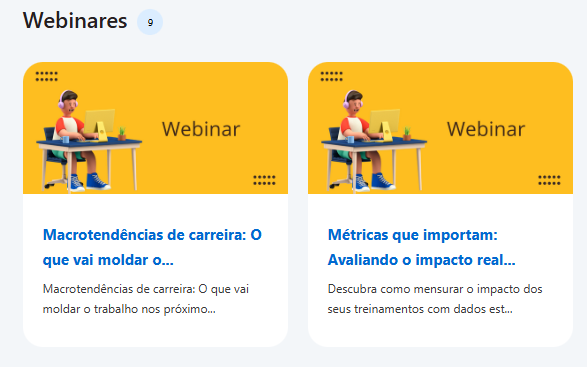 Webinares 9
Webinar
Webinar
Macrotendências de carreira: O
que vai moldar o...
Macrotendências de carreira: O que vai
moldar o trabalho nos próximo...
Métricas que importam:
Avaliando o impacto real...
Descubra como mensurar o impacto dos
seus treinamentos com dados est...